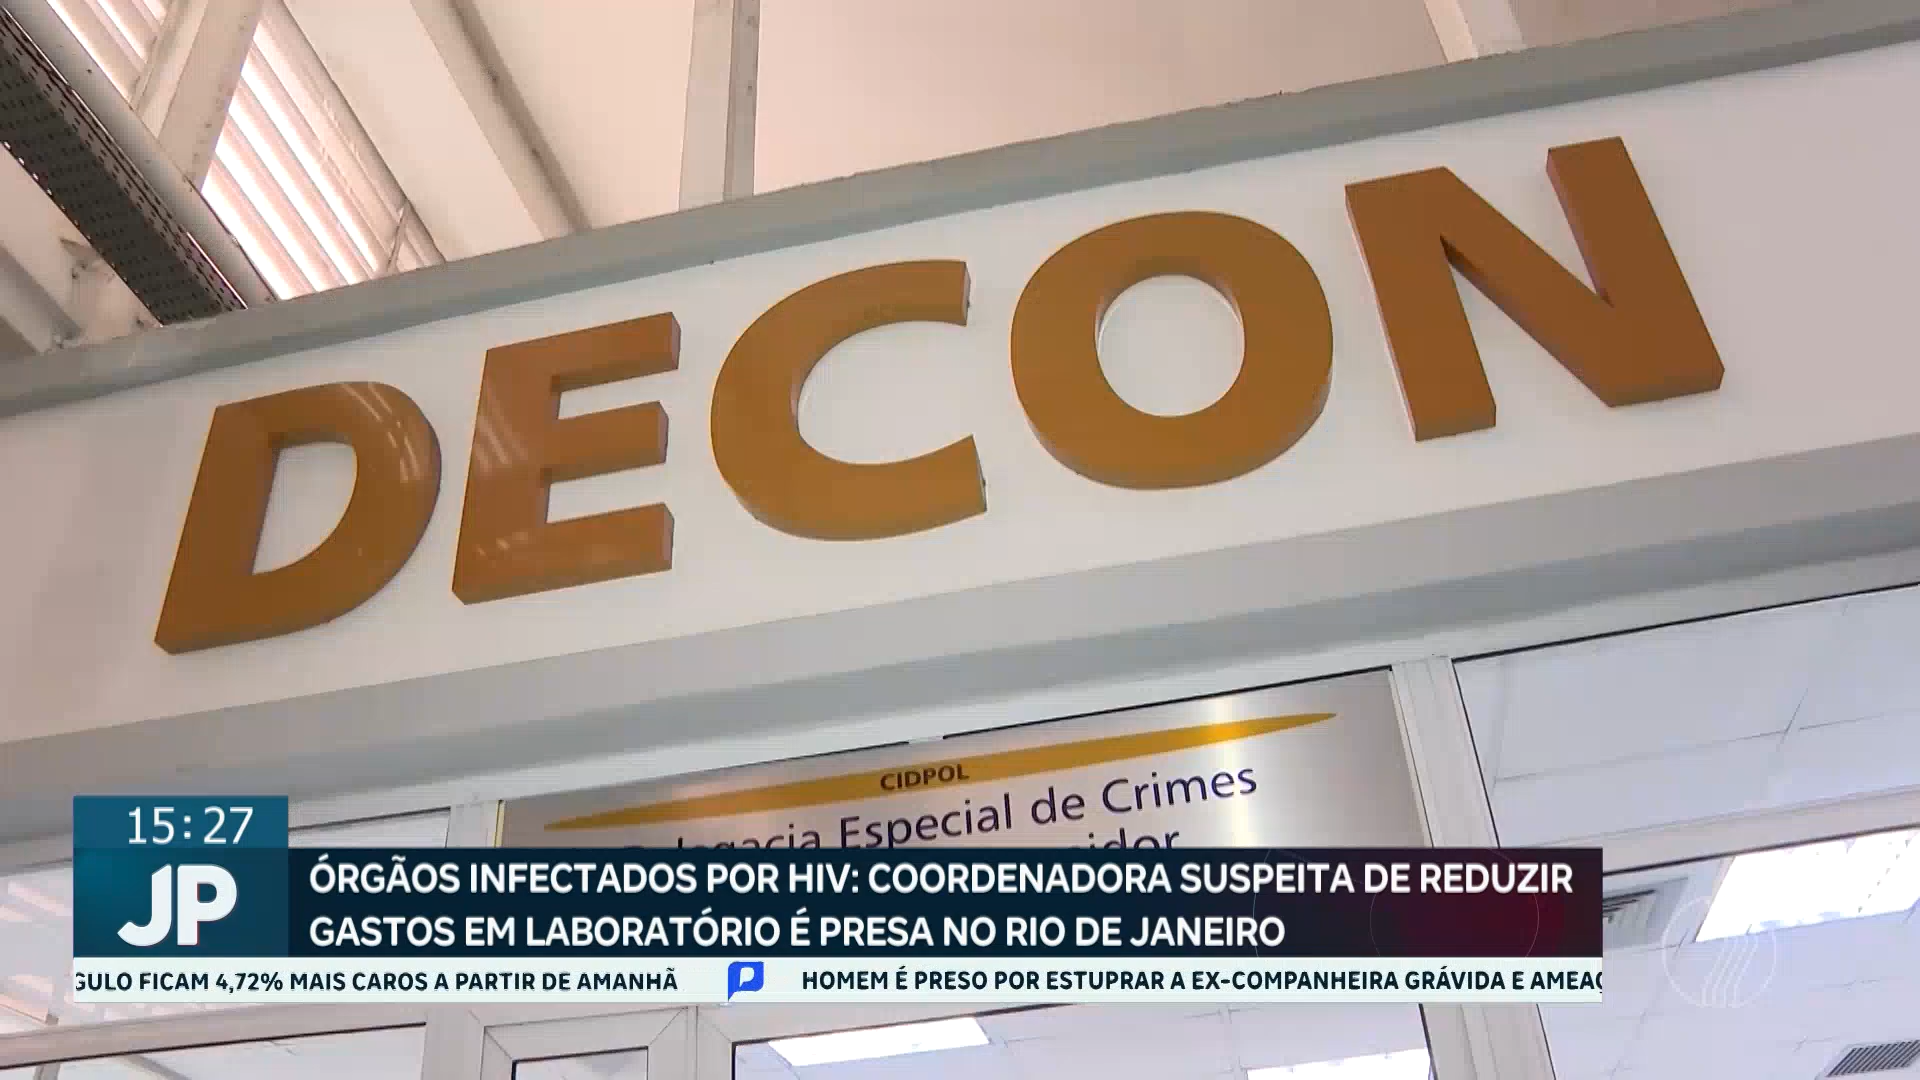 DECON
CIDPOL
Delegacia Especial de Crimes
15:27
JP
ÓRGÃOS INFECTADOS POR HIV: COORDENADORA SUSPEITA DE REDUZIR
GASTOS EM LABORATÓRIO É PRESA NO RIO DE JANEIRO
GULO FICAM 4,72% MAIS CAROS A PARTIR DE AMANHÃ P HOMEM É PRESO POR ESTUPRAR A EX-COMPANHEIRA GRÁVIDA E AMEAÇ